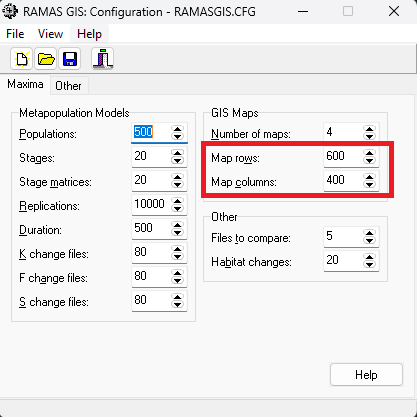 RAMAS GIS: Configuration - RAMASGIS.CFG
File View Help
Maxima Other
Metapopulation Models
Populations: 500
Stages: 20
Stage matrices: 20
Replications: 10000
Duration: 500
K change files: 80
F change files: 80
S change files: 80
GIS Maps
Number of maps: 4
Map rows: 600
Map columns: 400
Other
Files to compare: 5
Habitat changes: 20
Help